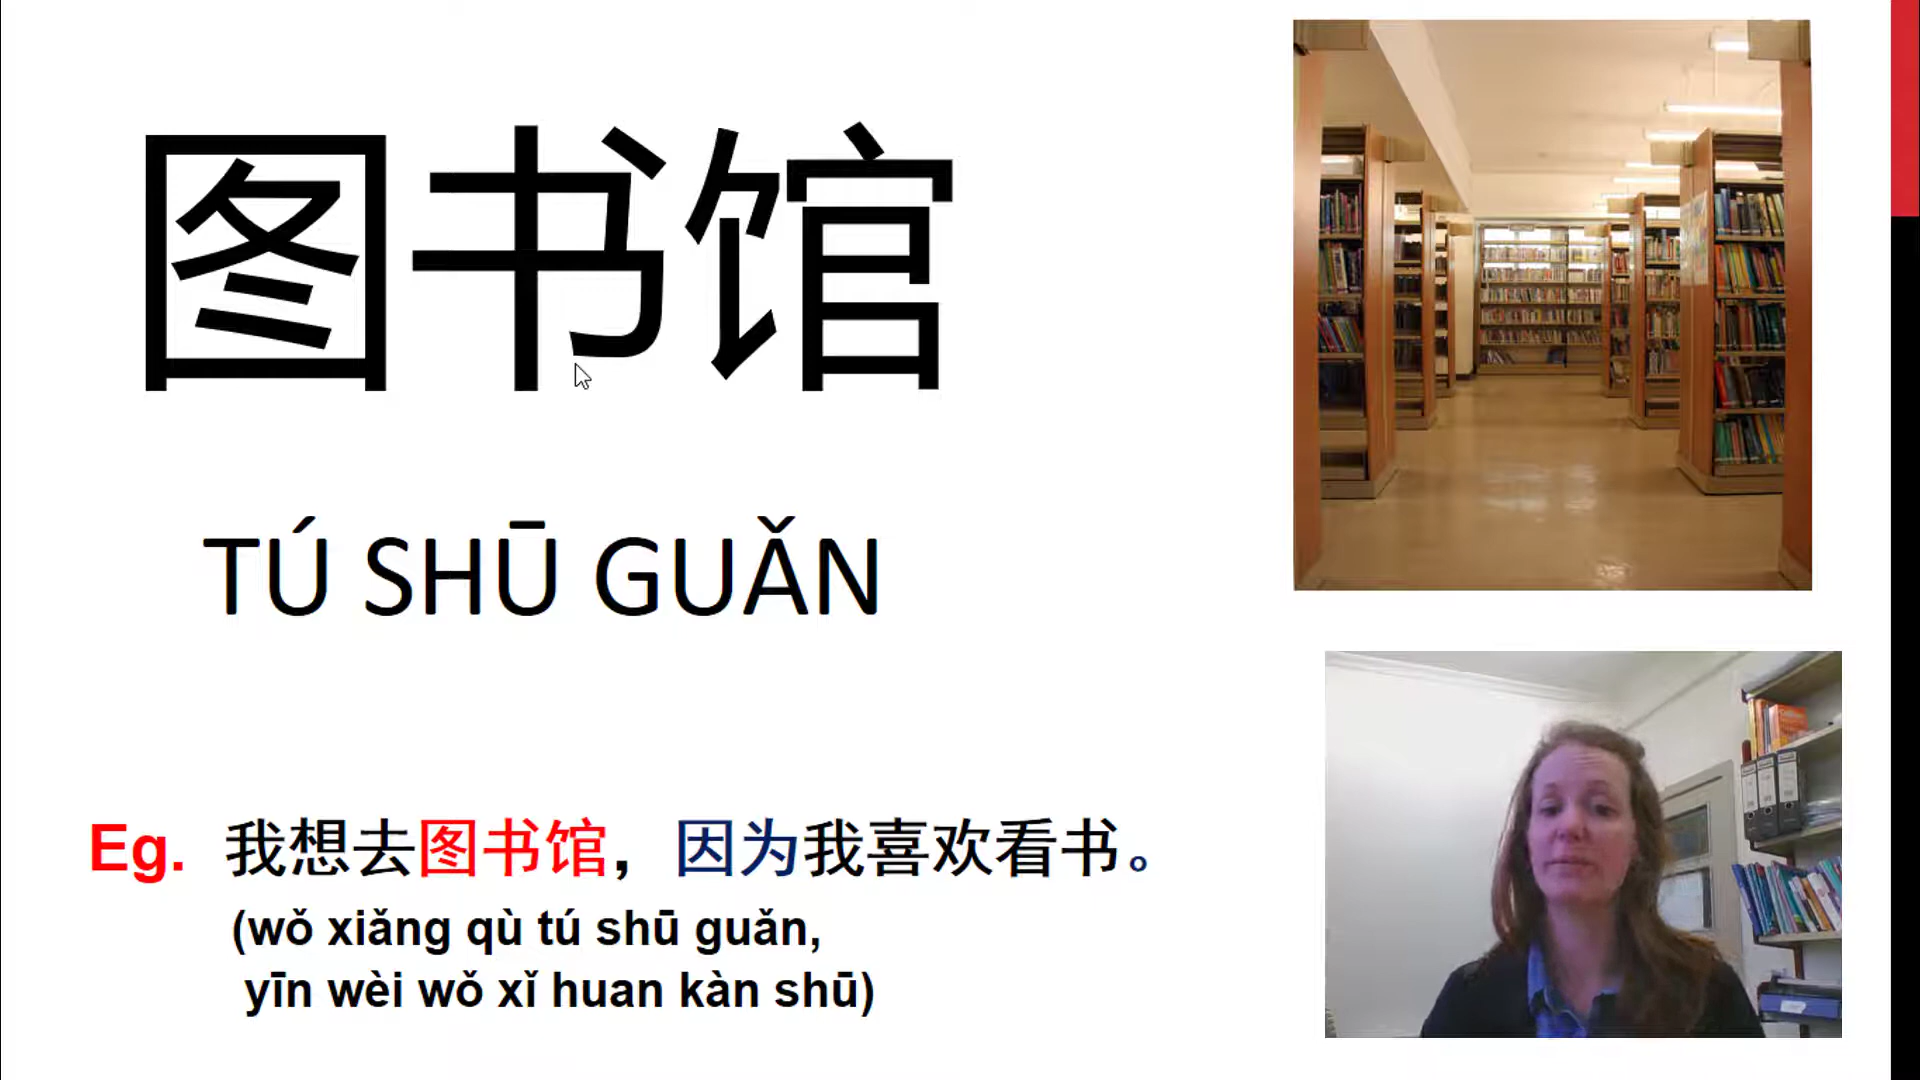 图书馆
TÚ SHŪ GUǍN
Eg. 我想去图书馆，因为我喜欢看书。
(wǒ xiǎng qù tú shū guǎn,
yīn wèi wǒ xǐ huan kàn shū)